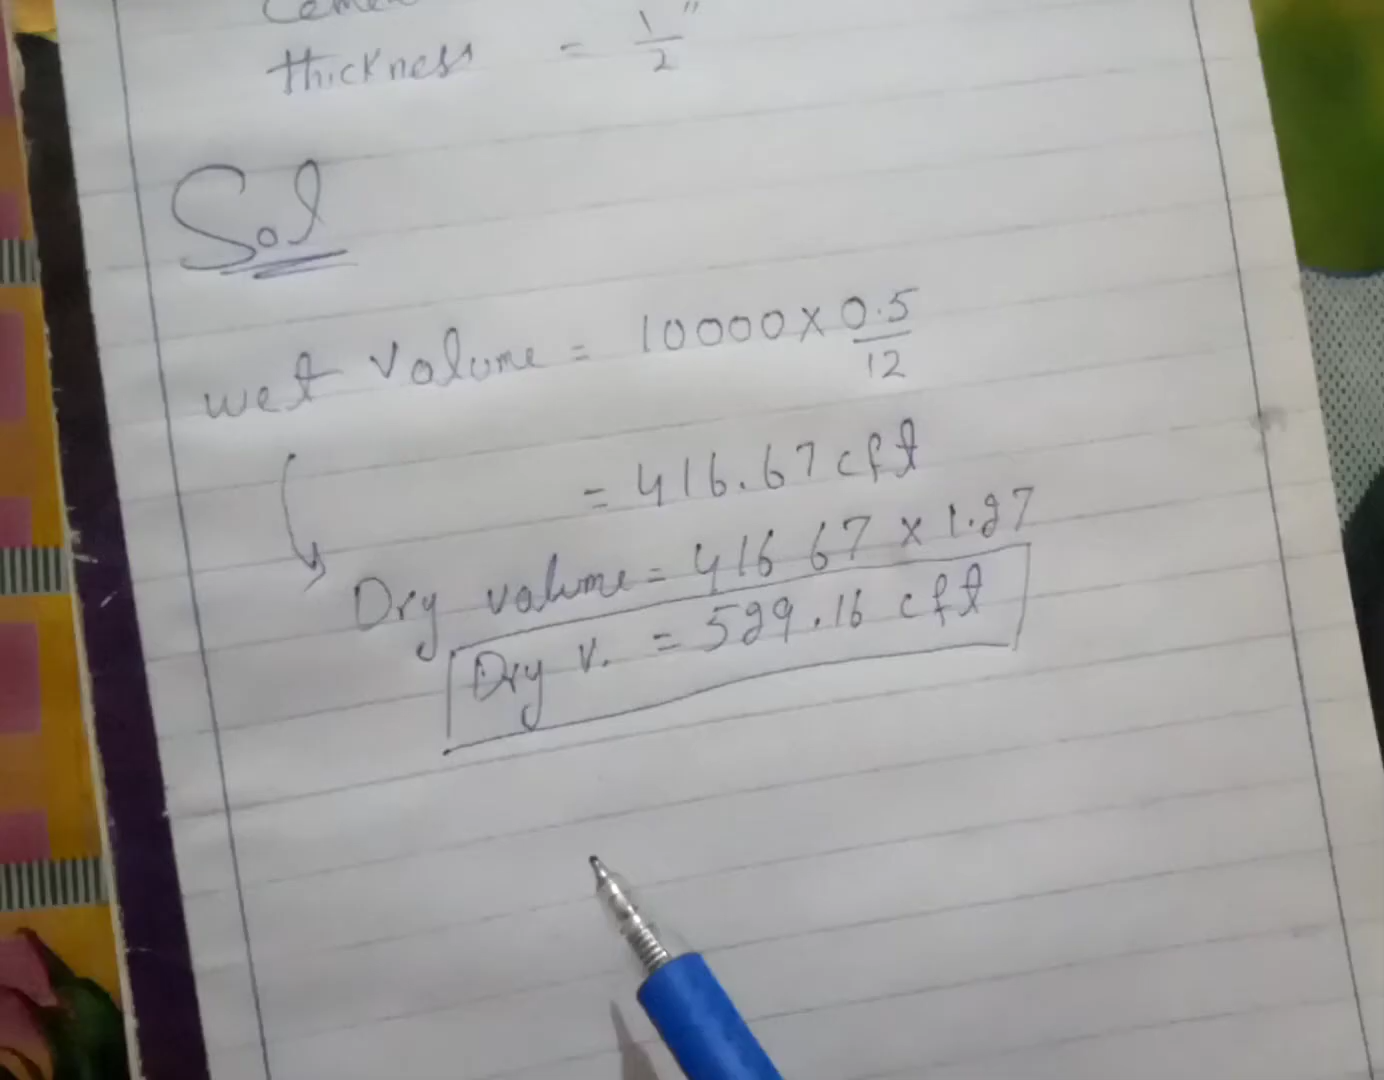 thickness = 1/2"
Sol
wet Volume = 10000 x 0.5/12
= 416.67 cft
Dry volume = 416 67 x 1.27
Dry V. = 529.16 cft